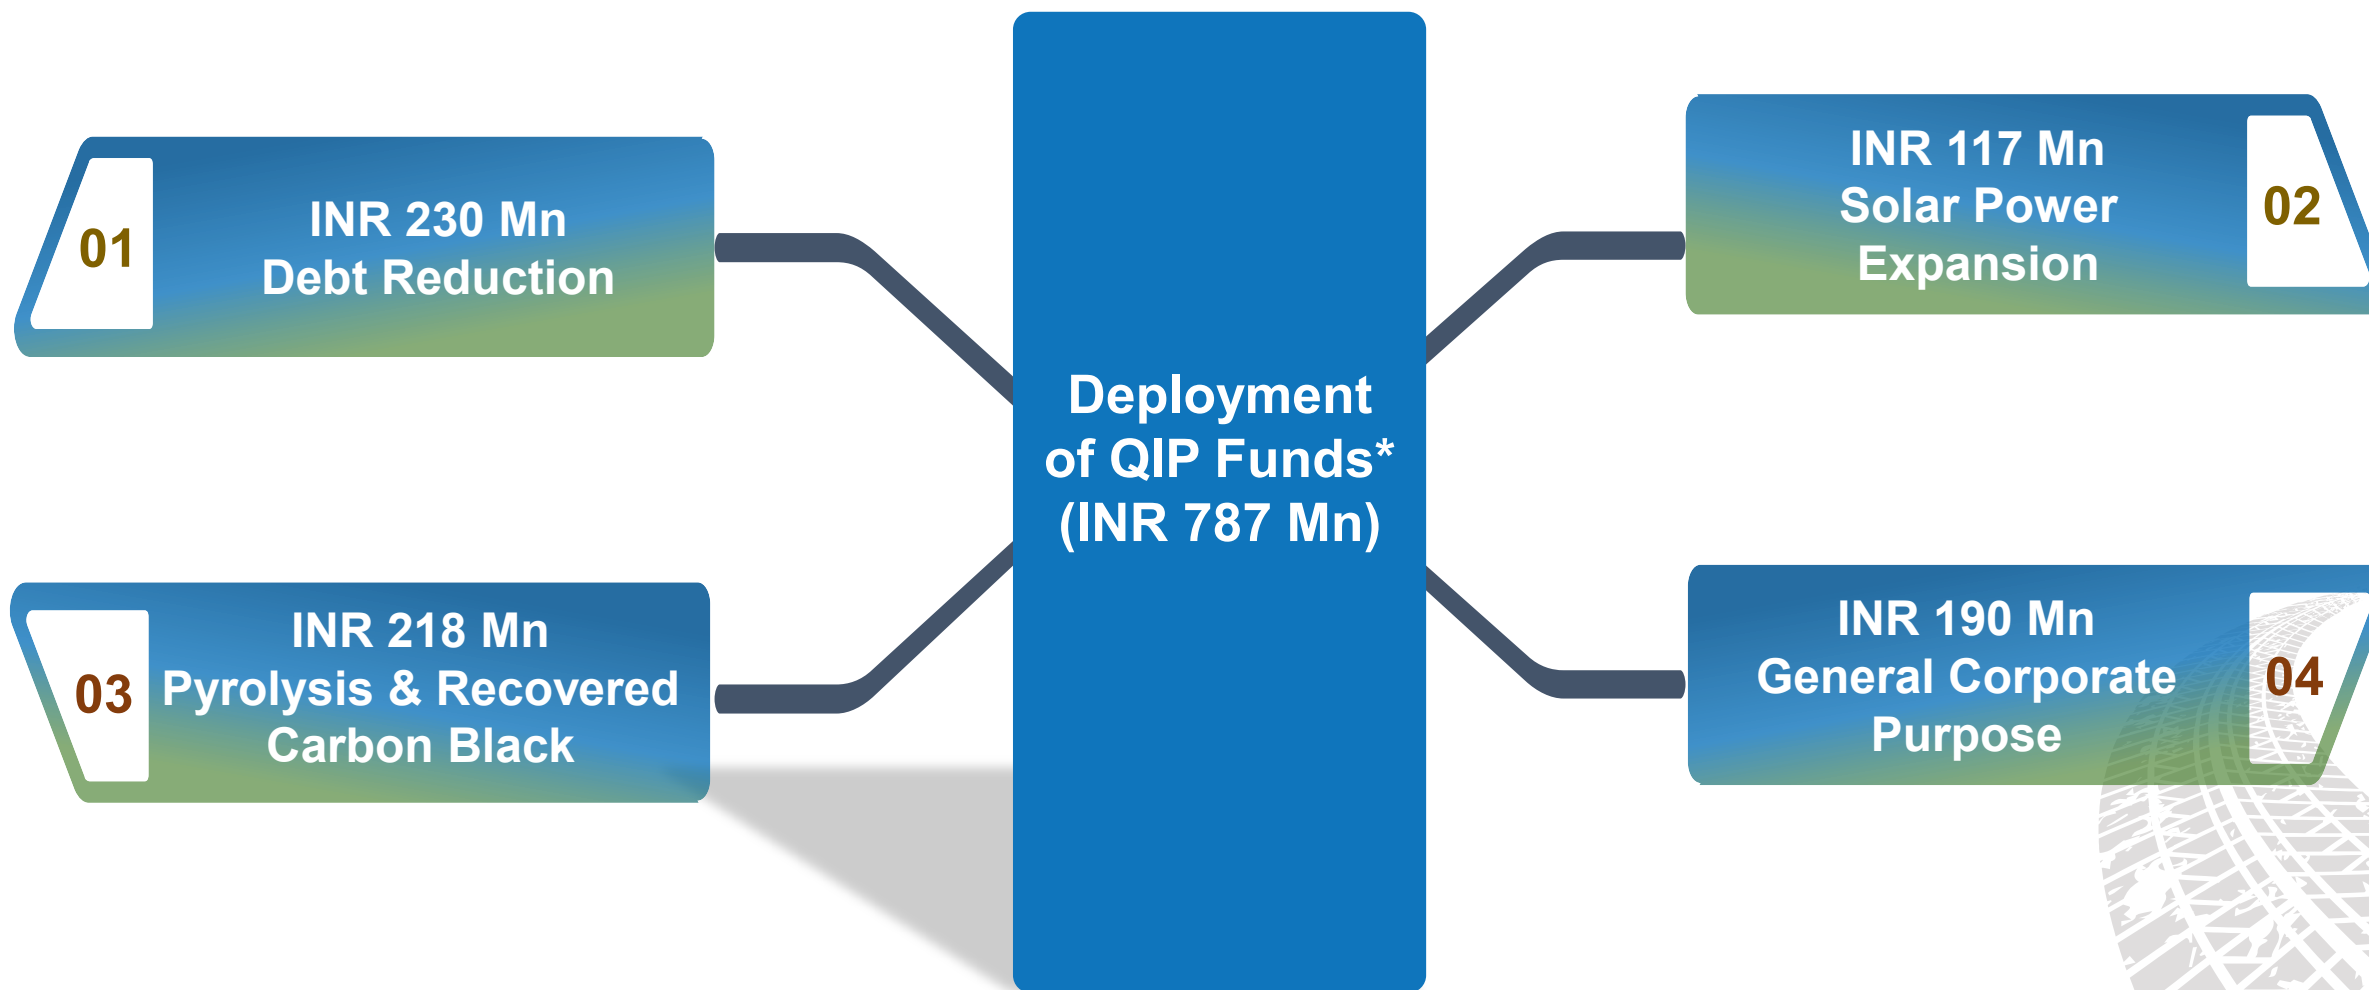 01
INR 230 Mn
Debt Reduction
INR 117 Mn
Solar Power
Expansion
02
Deployment
of QIP Funds*
(INR 787 Mn)
03
INR 218 Mn
Pyrolysis & Recovered
Carbon Black
INR 190 Mn
General Corporate
Purpose
04